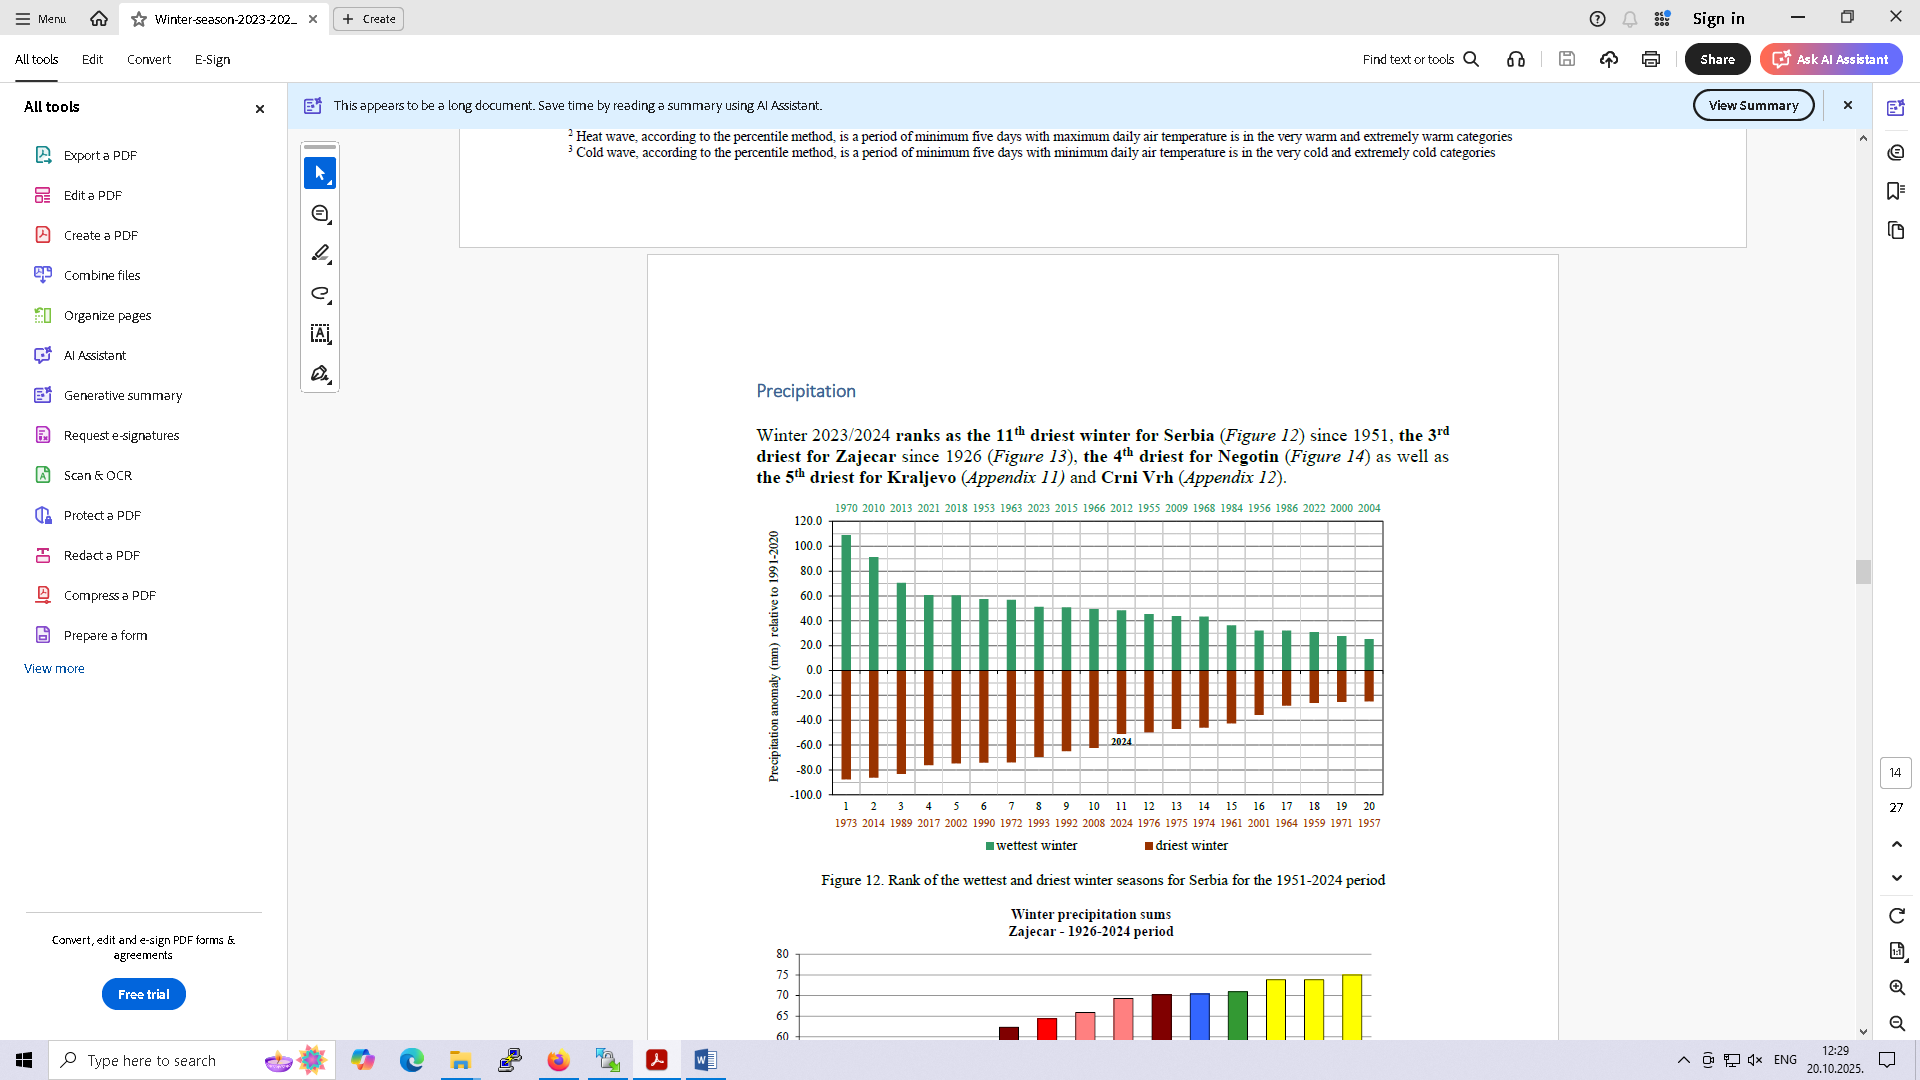 Menu
Winter-season-2023-202...
Create
Sign in
All tools
Edit
Convert
E-Sign
Find text or tools
Share
Ask AI Assistant
All tools
This appears to be a long document. Save time by reading a summary using AI Assistant.
View Summary
Export a PDF
Edit a PDF
Create a PDF
Combine files
Organize pages
AI Assistant
Generative summary
Request e-signatures
Scan & OCR
Protect a PDF
Redact a PDF
Compress a PDF
Prepare a form
View more
Convert, edit and e-sign PDF forms &
agreements
Free trial
2 Heat wave, according to the percentile method, is a period of minimum five days with maximum daily air temperature is in the very warm and extremely warm categories
3 Cold wave, according to the percentile method, is a period of minimum five days with minimum daily air temperature is in the very cold and extremely cold categories
Precipitation
Winter 2023/2024 ranks as the 11th driest winter for Serbia (Figure 12) since 1951, the 3rd
driest for Zajecar since 1926 (Figure 13), the 4th driest for Negotin (Figure 14) as well as
the 5th driest for Kraljevo (Appendix 11) and Crni Vrh (Appendix 12).
1970 2010 2013 2021 2018 1953 1963 2023 2015 1966 2012 1955 2009 1968 1984 1956 1986 2022 2000 2004
Precipitation anomaly (mm) relative to 1991-2020
120.0
100.0
80.0
60.0
40.0
20.0
0.0
-20.0
-40.0
-60.0
-80.0
-100.0
2024
1 2 3 4 5 6 7 8 9 10 11 12 13 14 15 16 17 18 19 20
1973 2014 1989 2017 2002 1990 1972 1993 1992 2008 2024 1976 1975 1974 1961 2001 1964 1959 1971 1957
wettest winter driest winter
Figure 12. Rank of the wettest and driest winter seasons for Serbia for the 1951-2024 period
Winter precipitation sums
Zajecar - 1926-2024 period
80
75
70
65
60
14
27
1:1
Type here to search
ENG
12:29
20.10.2025.